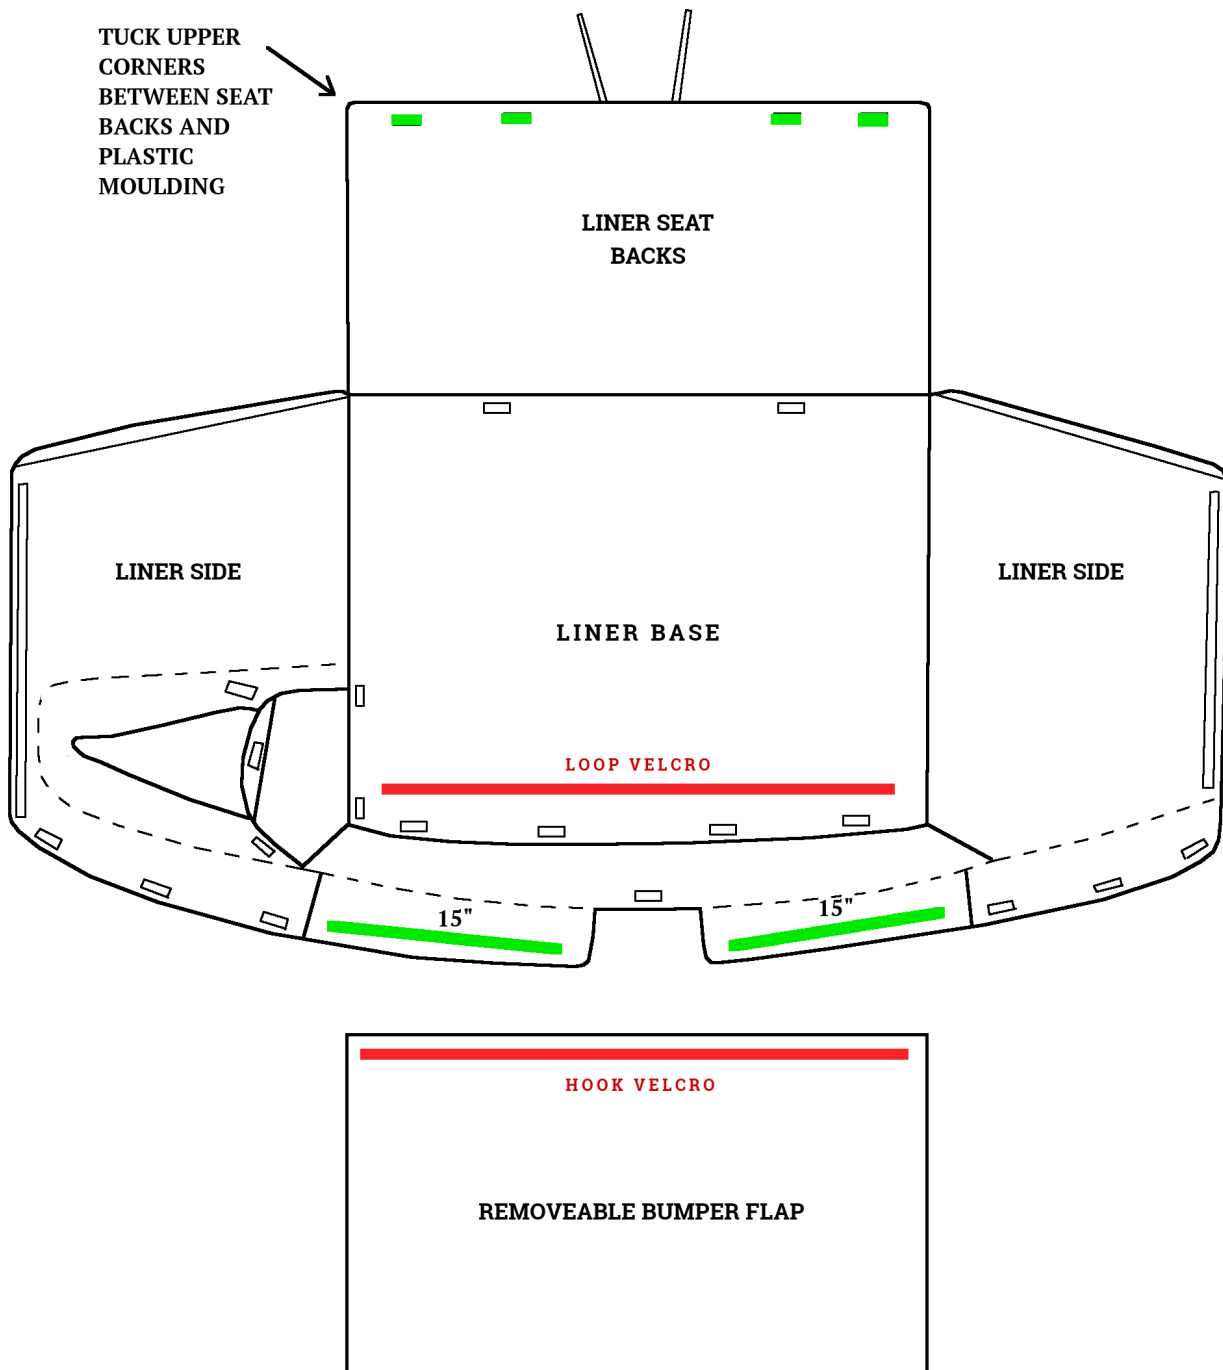 TUCK UPPER
CORNERS
BETWEEN SEAT
BACKS AND
PLASTIC
MOULDING
LINER SEAT
BACKS
LINER SIDE
LINER SIDE
LINER BASE
LOOP VELCRO
15"
15"
HOOK VELCRO
REMOVEABLE BUMPER FLAP